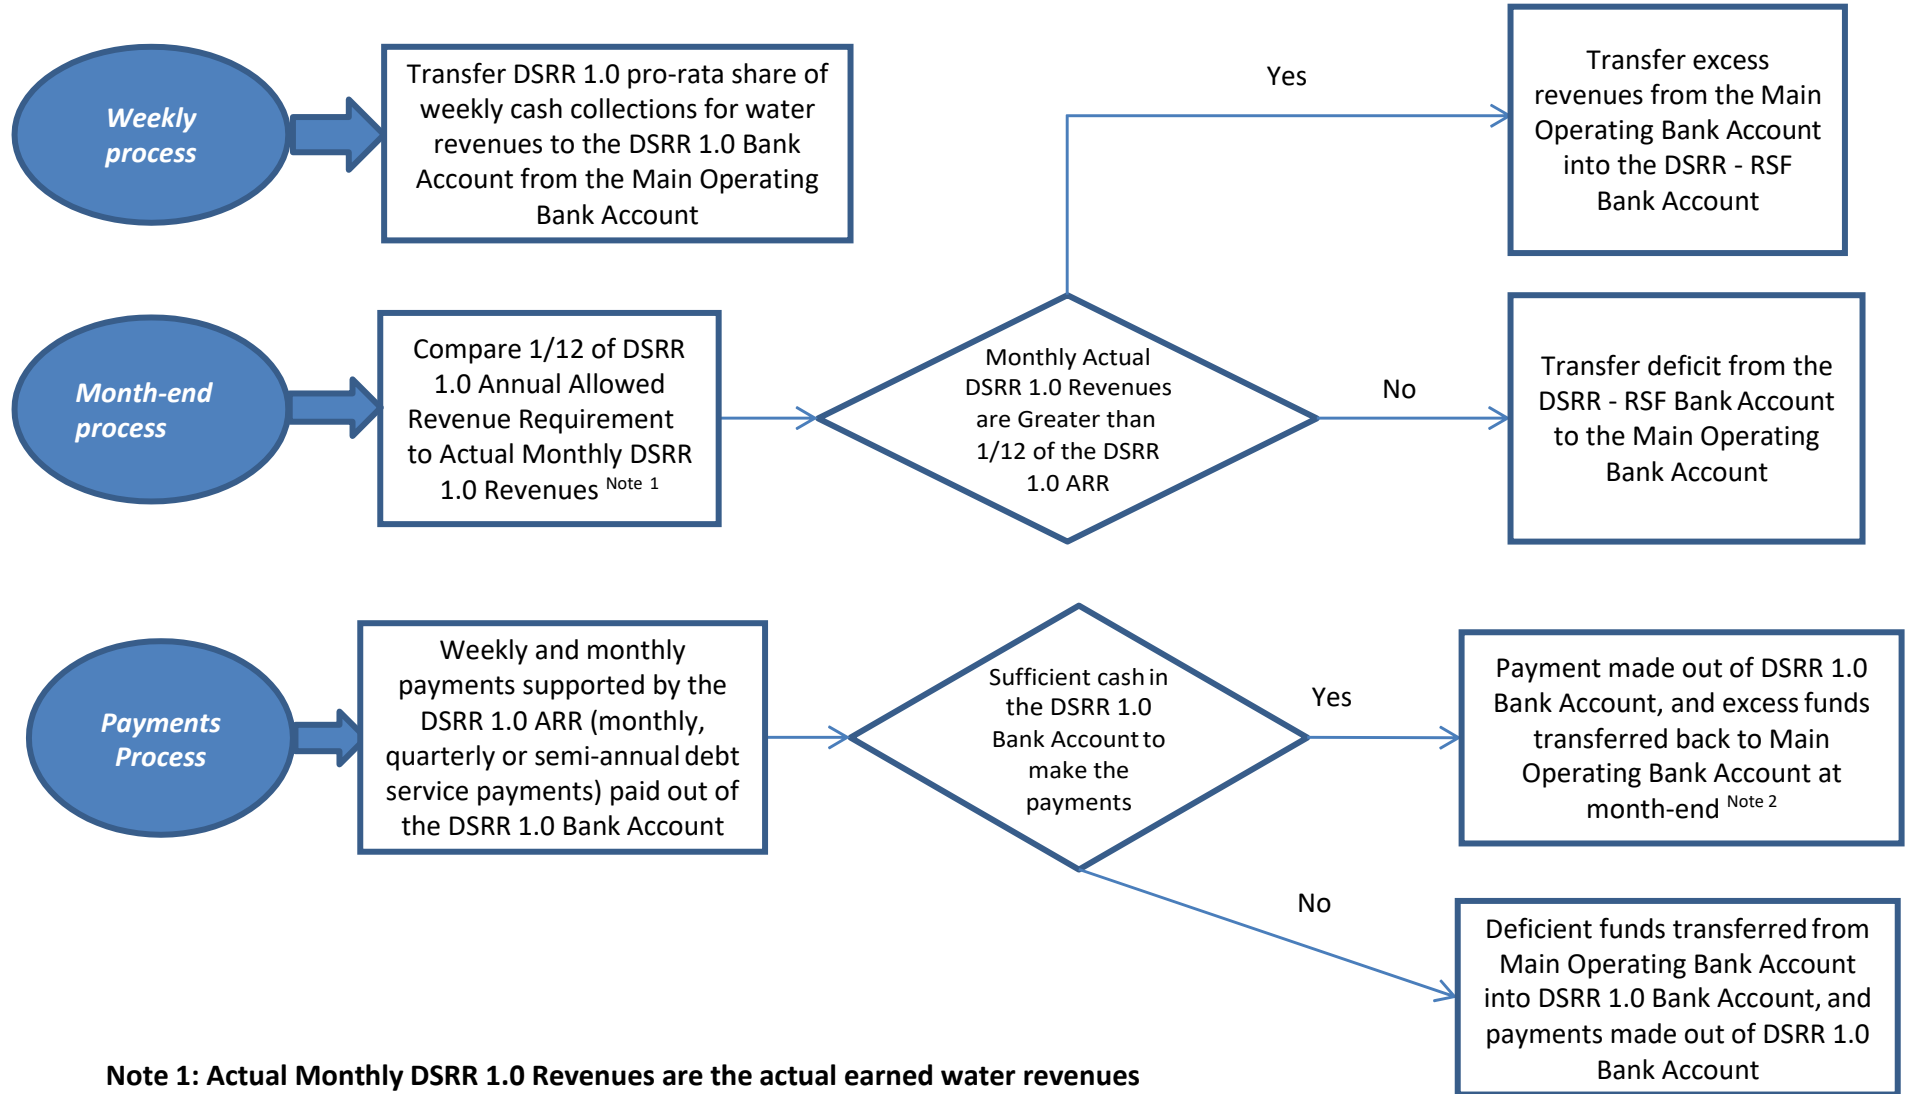 Weekly
process
Transfer DSRR 1.0 pro-rata share of
weekly cash collections for water
revenues to the DSRR 1.0 Bank
Account from the Main Operating
Bank Account
Yes
Transfer excess
revenues from the Main
Operating Bank Account
into the DSRR - RSF
Bank Account
Month-end
process
Compare 1/12 of DSRR
1.0 Annual Allowed
Revenue Requirement
to Actual Monthly DSRR
1.0 Revenues Note 1
Monthly Actual
DSRR 1.0 Revenues
are Greater than
1/12 of the DSRR
1.0 ARR
No
Transfer deficit from the
DSRR - RSF Bank Account
to the Main Operating
Bank Account
Payments
Process
Weekly and monthly
payments supported by the
DSRR 1.0 ARR (monthly,
quarterly or semi-annual debt
service payments) paid out of
the DSRR 1.0 Bank Account
Sufficient cash in
the DSRR 1.0
Bank Account to
make the
payments
Yes
Payment made out of DSRR 1.0
Bank Account, and excess funds
transferred back to Main
Operating Bank Account at
month-end Note 2
No
Deficient funds transferred from
Main Operating Bank Account
into DSRR 1.0 Bank Account, and
payments made out of DSRR 1.0
Bank Account
Note 1: Actual Monthly DSRR 1.0 Revenues are the actual earned water revenues